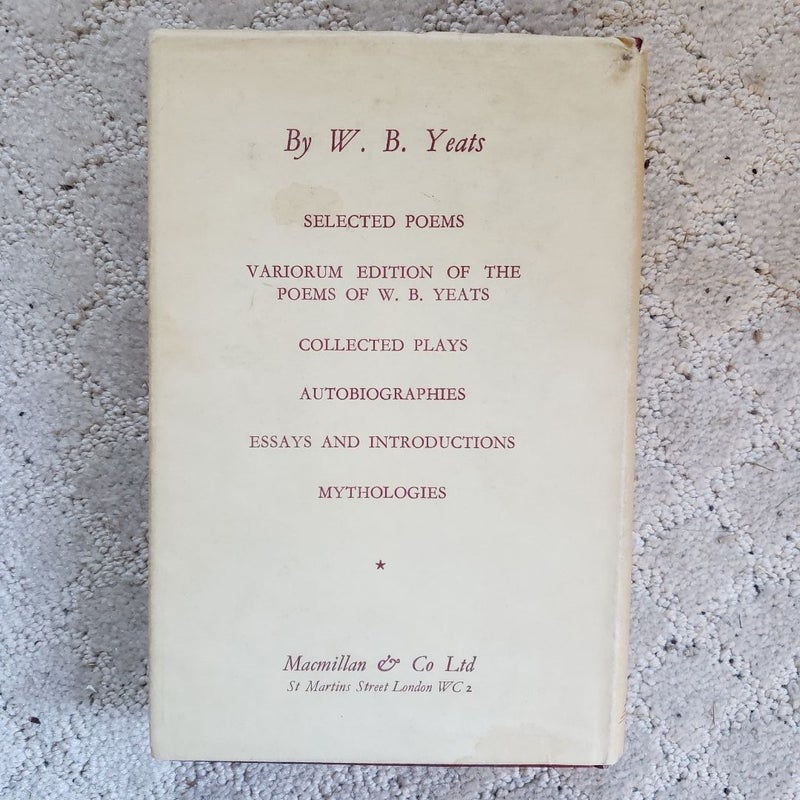 By W. B. Yeats
SELECTED POEMS
VARIORUM EDITION OF THE
POEMS OF W. B. YEATS
COLLECTED PLAYS
AUTOBIOGRAPHIES
ESSAYS AND INTRODUCTIONS
MYTHOLOGIES
★
Macmillan & Co Ltd
St Martins Street London WC 2